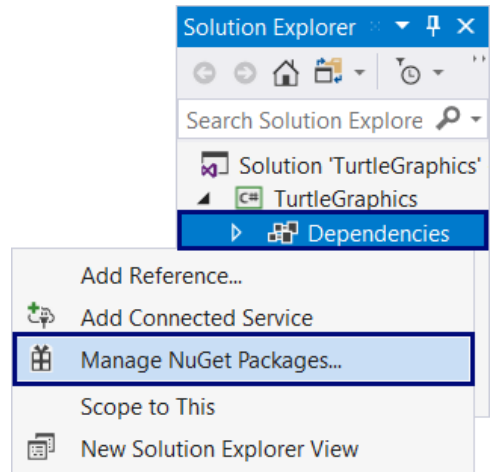 Solution Explorer
Search Solution Explore
Solution 'TurtleGraphics'
C# TurtleGraphics
Dependencies
Add Reference...
Add Connected Service
Manage NuGet Packages...
Scope to This
New Solution Explorer View